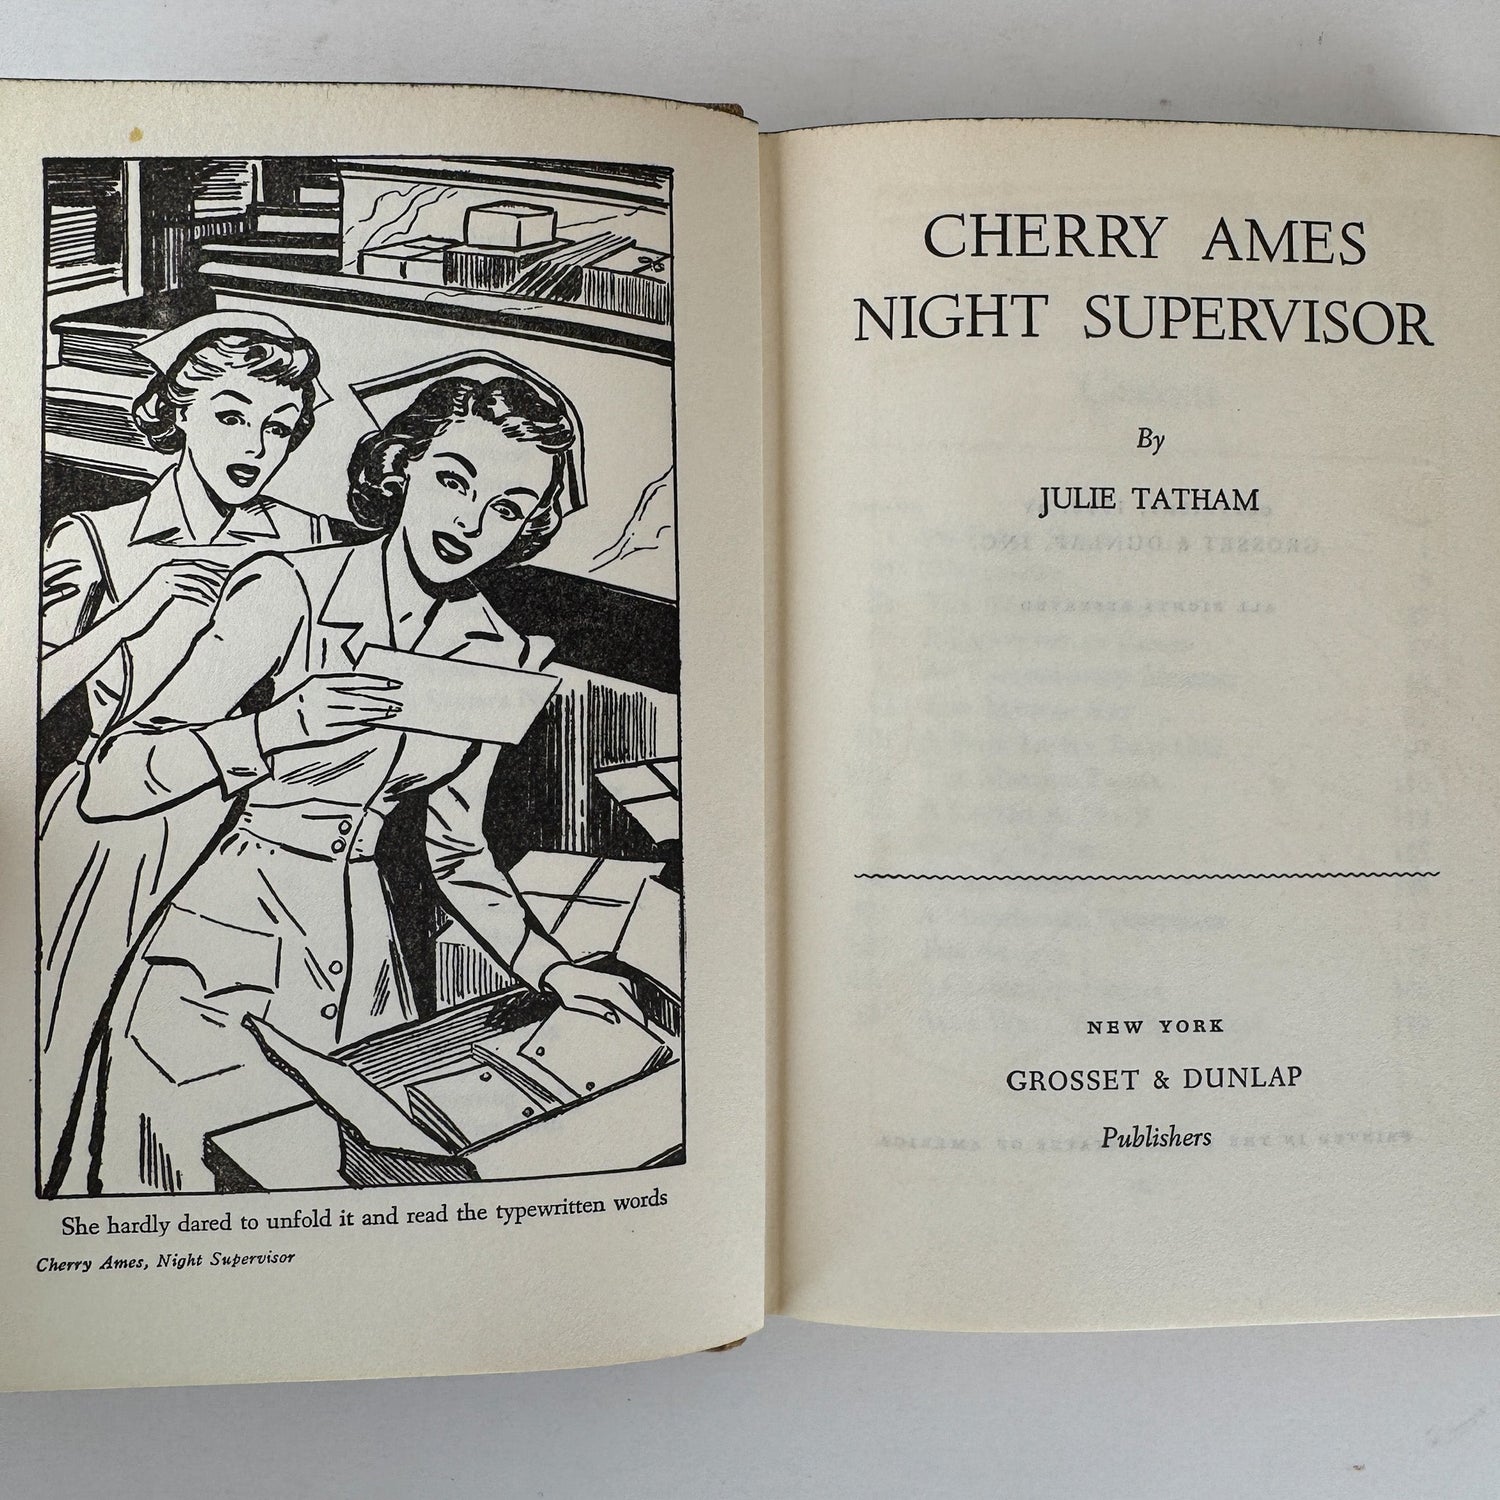 She hardly dared to unfold it and read the typewritten words
Cherry Ames, Night Supervisor
CHERRY AMES
NIGHT SUPERVISOR
By
JULIE TATHAM
NEW YORK
GROSSET & DUNLAP
Publishers